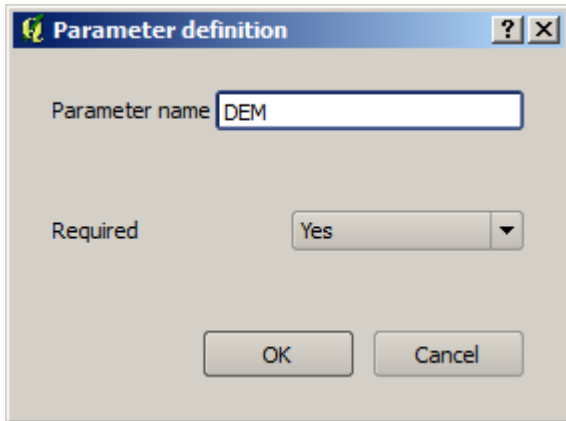 Parameter definition
Parameter name DEM
Required Yes
OK Cancel